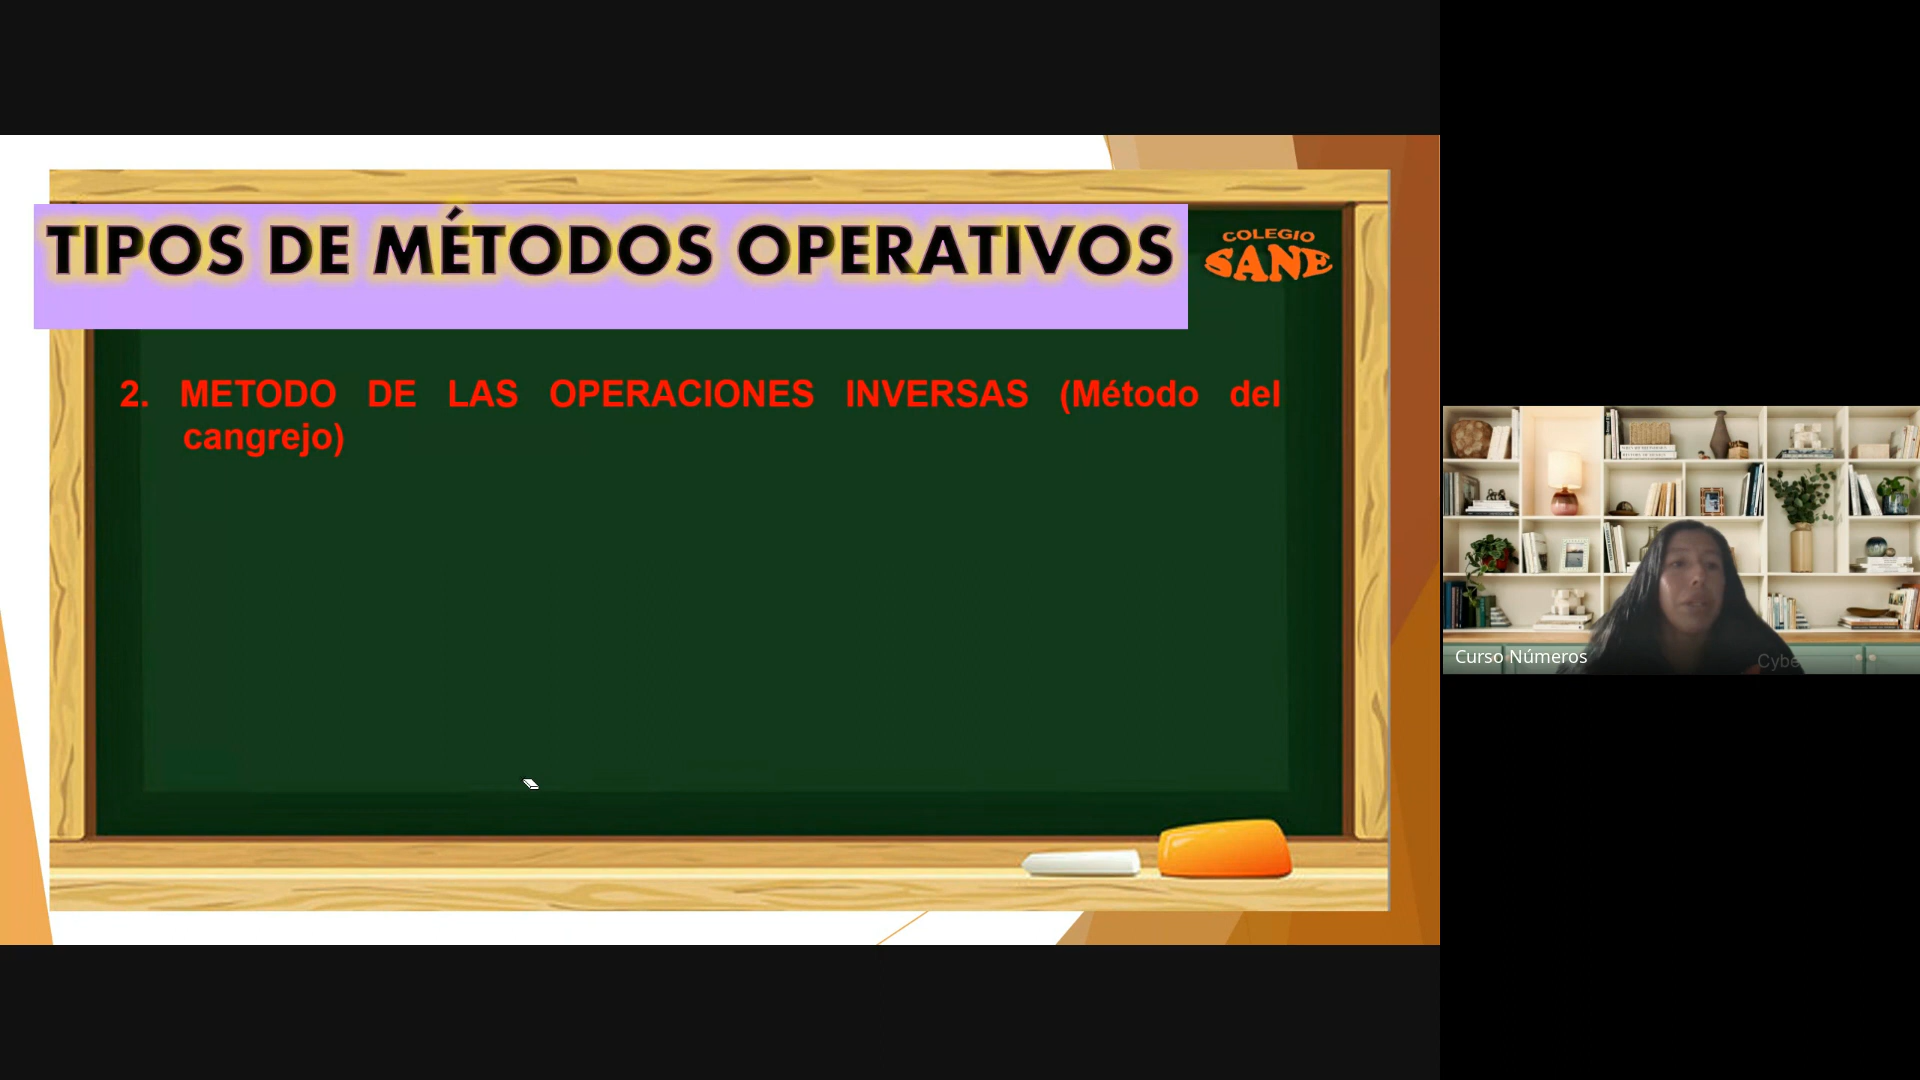 TIPOS DE MÉTODOS OPERATIVOS
COLEGIO
SANE
2. METODO DE LAS OPERACIONES INVERSAS (Método del
cangrejo)
Curso Números